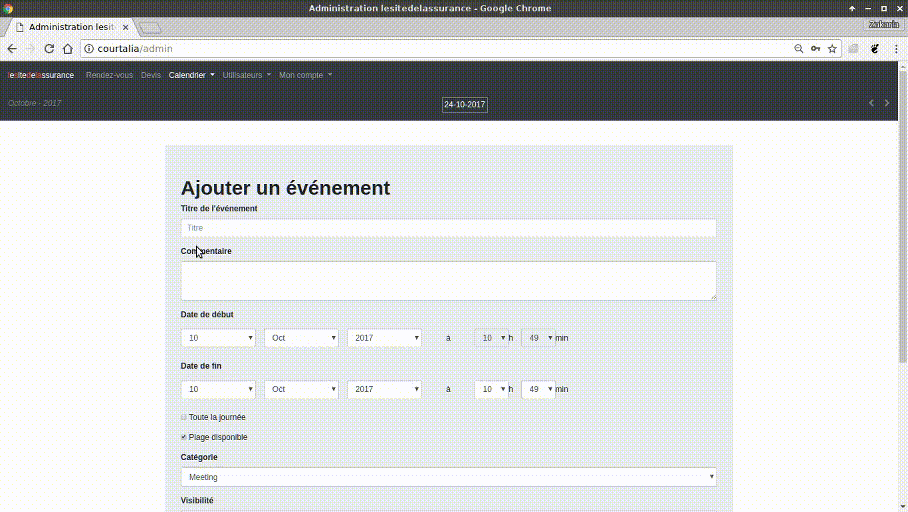 Administration lesitedelassurance - Google Chrome
Administration lesit
Zakaria
courtalia/admin
lesitedelassurance Rendez-vous Devis Calendrier Utilisateurs Mon compte
Octobre - 2017
24-10-2017
Ajouter un événement
Titre de l'événement
Titre
Commentaire
Date de début
10 Oct 2017 à 10 h 49 min
Date de fin
10 Oct 2017 à 10 h 49 min
Toute la journée
Plage disponible
Catégorie
Meeting
Visibilité